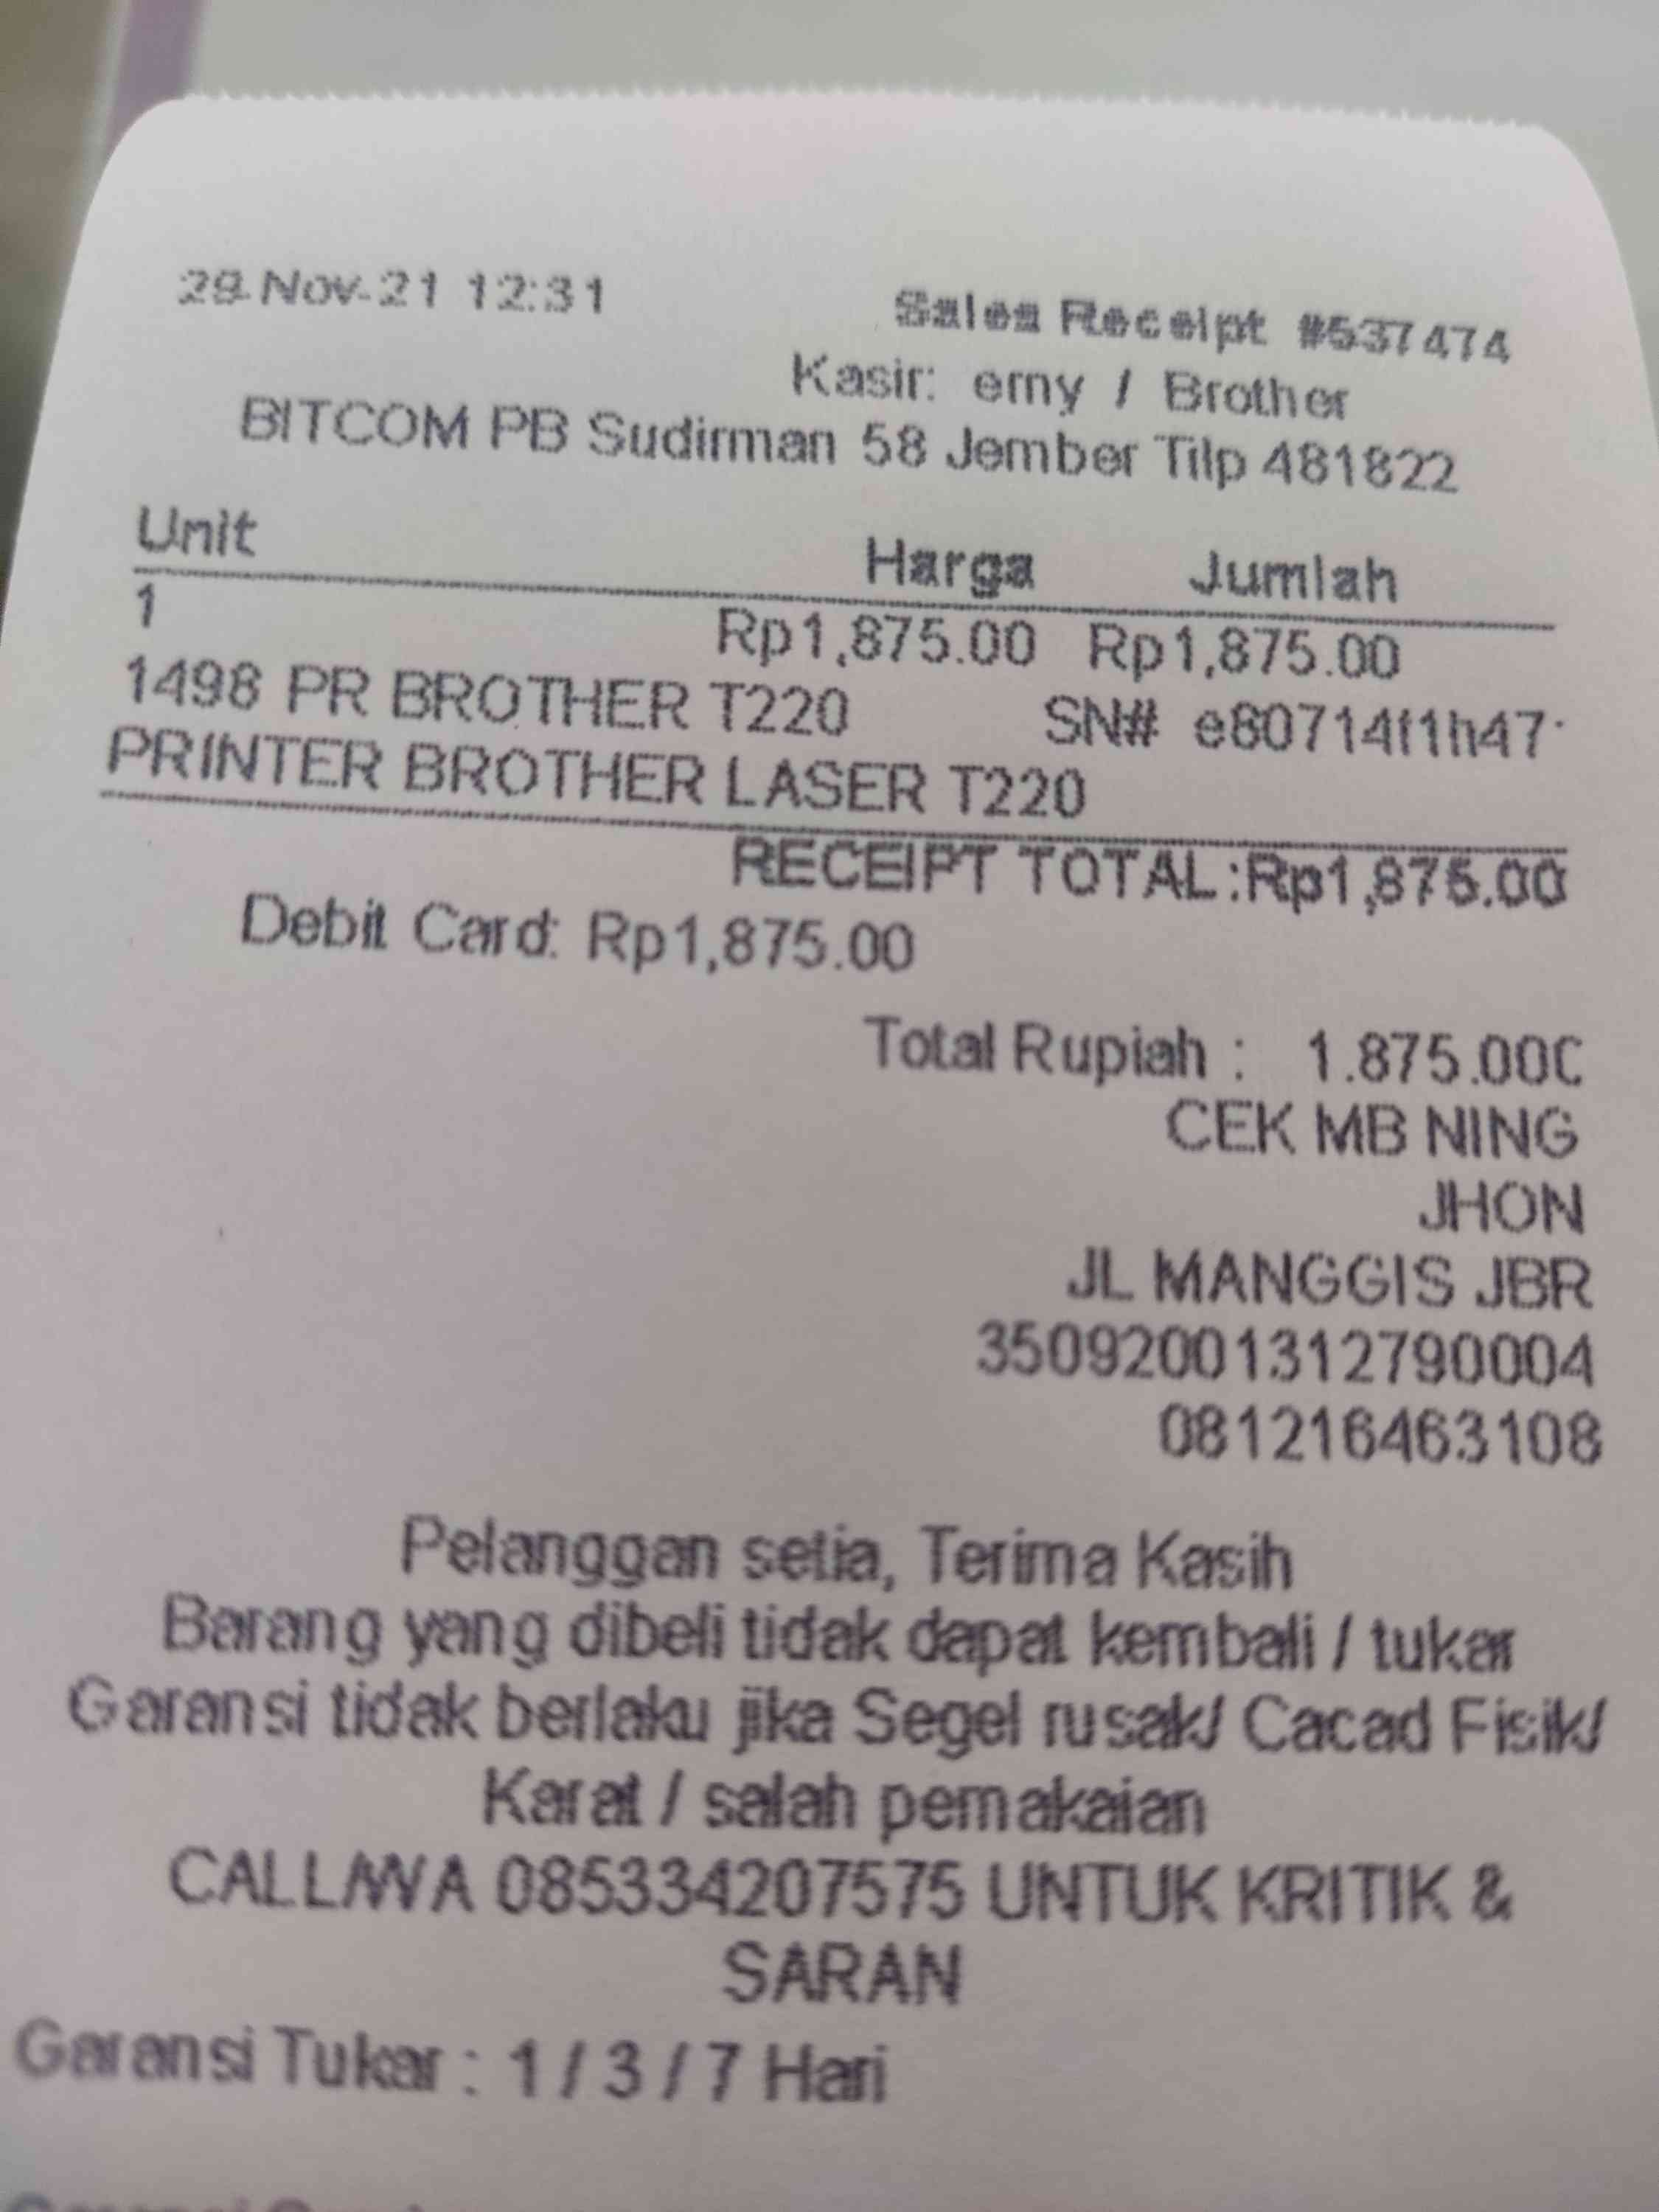 29-Nov-21 12:31
Sales Receipt #537474
Kasir: erny / Brother
BITCOM PB Sudirman 58 Jember Tilp 481822
Unit Harga Jumlah
1 Rp1,875.00 Rp1,875.00
1498 PR BROTHER T220 SN# e80714f1h47
PRINTER BROTHER LASER T220
RECEIPT TOTAL:Rp1,875.00
Debit Card: Rp1,875.00
Total Rupiah : 1.875.000
CEK MB NING
JHON
JL MANGGIS JBR
35092001312790004
081216463108
Pelanggan setia, Terima Kasih
Barang yang dibeli tidak dapat kembali / tukar
Garansi tidak berlaku jika Segel rusak/ Cacad Fisik/
Karat / salah pemakaian
CALL/WA 085334207575 UNTUK KRITIK &
SARAN
Garansi Tukar : 1 / 3 / 7 Hari